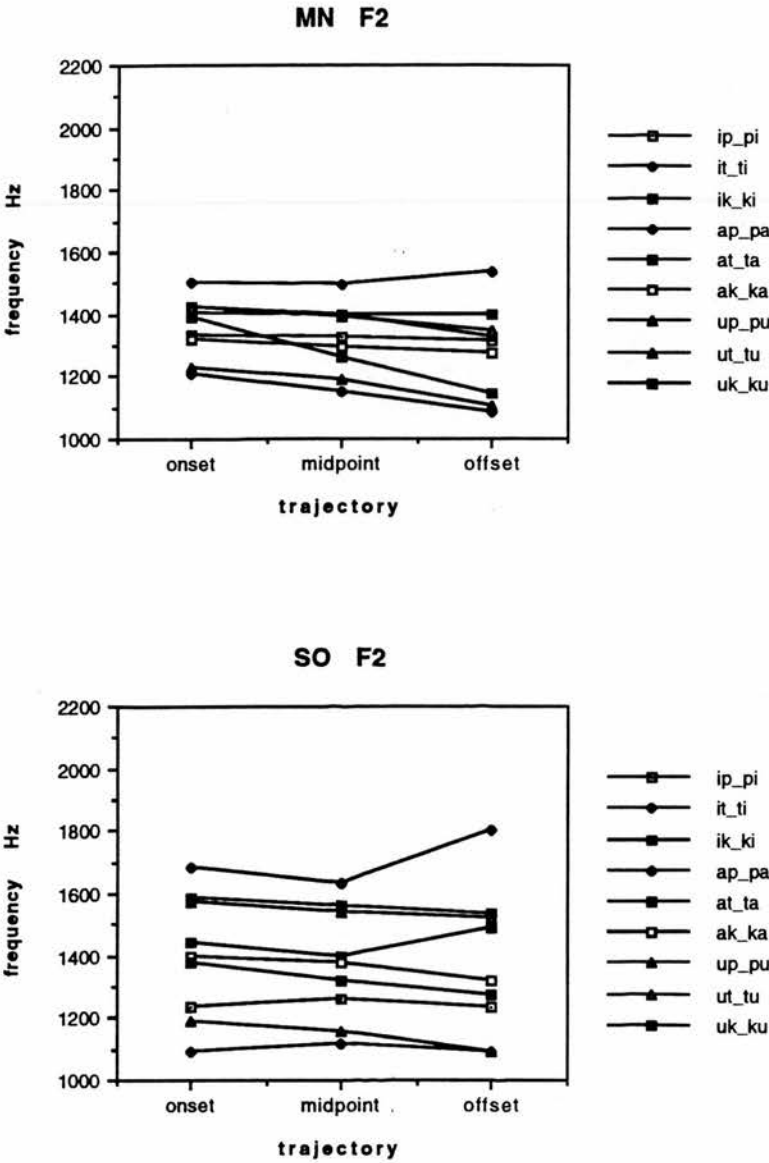 MN F2
2200
2000
1800
1600
1400
1200
1000
frequency Hz
onset midpoint offset
trajectory
ip_pi
it_ti
ik_ki
ap_pa
at_ta
ak_ka
up_pu
ut_tu
uk_ku
SO F2
2200
2000
1800
1600
1400
1200
1000
frequency Hz
onset midpoint offset
trajectory
ip_pi
it_ti
ik_ki
ap_pa
at_ta
ak_ka
up_pu
ut_tu
uk_ku